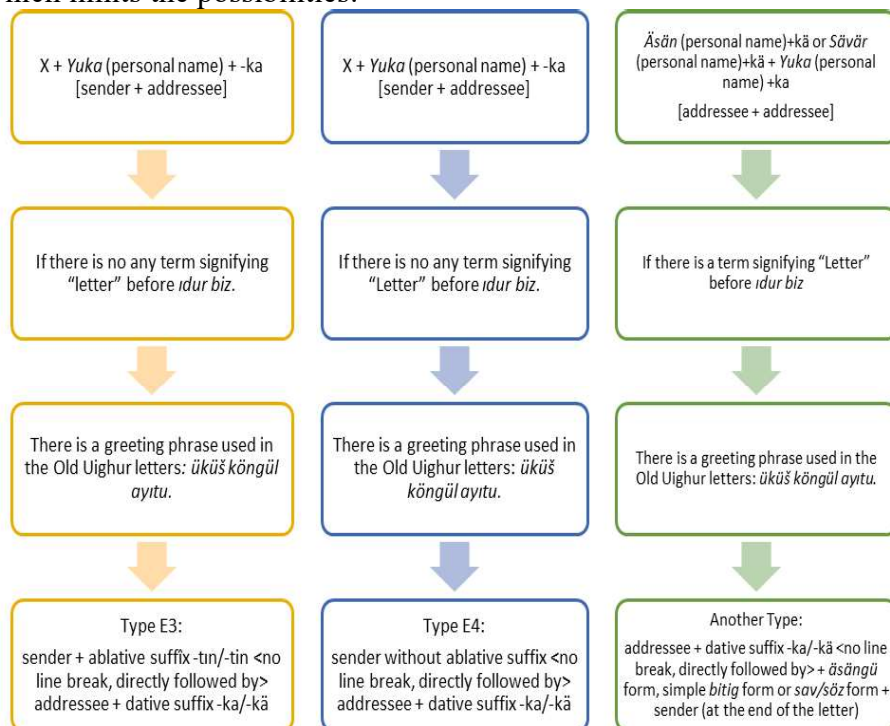 X + Yuka (personal name) + -ka
[sender + addressee]
If there is no any term signifying
“letter” before ıdur biz.
There is a greeting phrase used in
the Old Uighur letters: üküš köngül
ayıtu.
Type E3:
sender + ablative suffix -tın/-tin <no
line break, directly followed by>
addressee + dative suffix -ka/-kä
X + Yuka (personal name) + -ka
[sender + addressee]
If there is no any term signifying
“Letter” before ıdur biz.
There is a greeting phrase used in
the Old Uighur letters: üküš
köngül ayıtu.
Type E4:
sender without ablative suffix <no
line break, directly followed by>
addressee + dative suffix -ka/-kä
Äsän (personal name)+kä or Sävär
(personal name)+kä + Yuka (personal
name) +ka
[addressee + addressee]
If there is a term signifying “Letter”
before ıdur biz
There is a greeting phrase used in the
Old Uighur letters: üküš köngül ayıtu.
Another Type:
addressee + dative suffix -ka/-kä <no line
break, directly followed by> + äsängü
form, simple bitig form or sav/söz form +
sender (at the end of the letter)